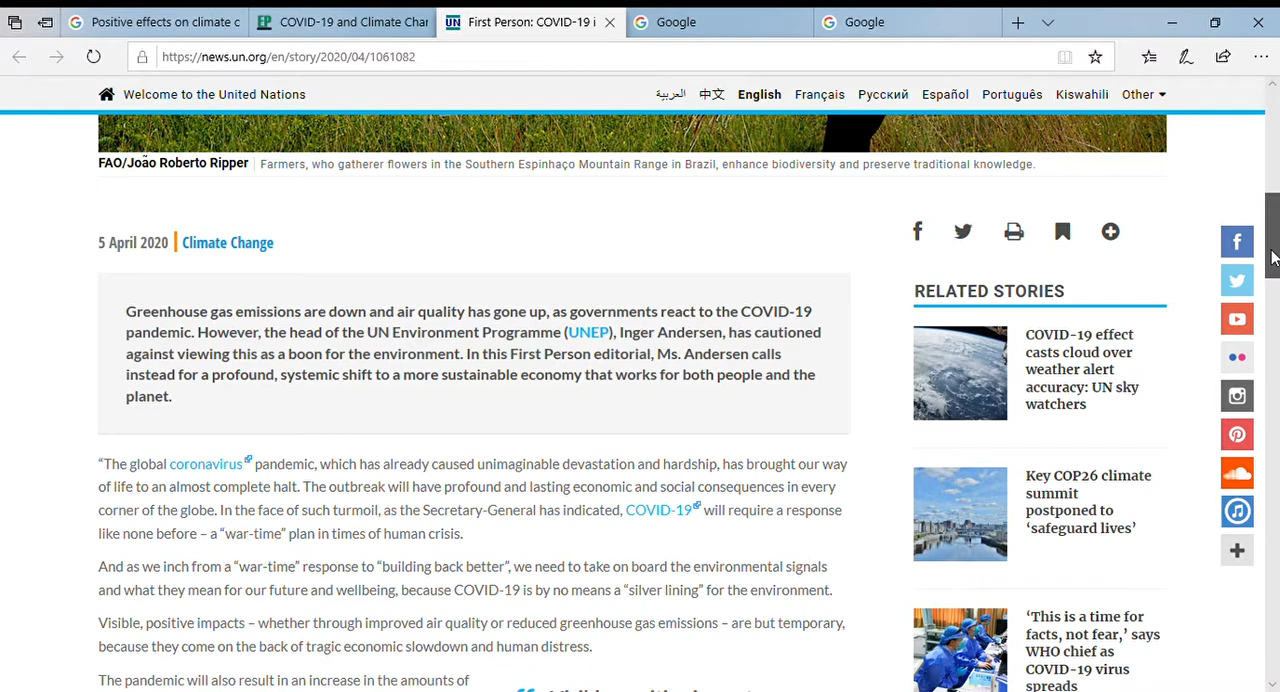 Positive effects on climate c
EP COVID-19 and Climate Chan
UN First Person: COVID-19 i
Google
Google
https://news.un.org/en/story/2020/04/1061082
Welcome to the United Nations
العربية 中文 English Français Русский Español Português Kiswahili Other
FAO/João Roberto Ripper
Farmers, who gatherer flowers in the Southern Espinhaço Mountain Range in Brazil, enhance biodiversity and preserve traditional knowledge.
5 April 2020 Climate Change
Greenhouse gas emissions are down and air quality has gone up, as governments react to the COVID-19
pandemic. However, the head of the UN Environment Programme (UNEP), Inger Andersen, has cautioned
against viewing this as a boon for the environment. In this First Person editorial, Ms. Andersen calls
instead for a profound, systemic shift to a more sustainable economy that works for both people and the
planet.
“The global coronavirus pandemic, which has already caused unimaginable devastation and hardship, has brought our way
of life to an almost complete halt. The outbreak will have profound and lasting economic and social consequences in every
corner of the globe. In the face of such turmoil, as the Secretary-General has indicated, COVID-19 will require a response
like none before – a “war-time” plan in times of human crisis.
And as we inch from a “war-time” response to “building back better”, we need to take on board the environmental signals
and what they mean for our future and wellbeing, because COVID-19 is by no means a “silver lining” for the environment.
Visible, positive impacts – whether through improved air quality or reduced greenhouse gas emissions – are but temporary,
because they come on the back of tragic economic slowdown and human distress.
The pandemic will also result in an increase in the amounts of
RELATED STORIES
COVID-19 effect
casts cloud over
weather alert
accuracy: UN sky
watchers
Key COP26 climate
summit
postponed to
‘safeguard lives’
‘This is a time for
facts, not fear,’ says
WHO chief as
COVID-19 virus
spreads